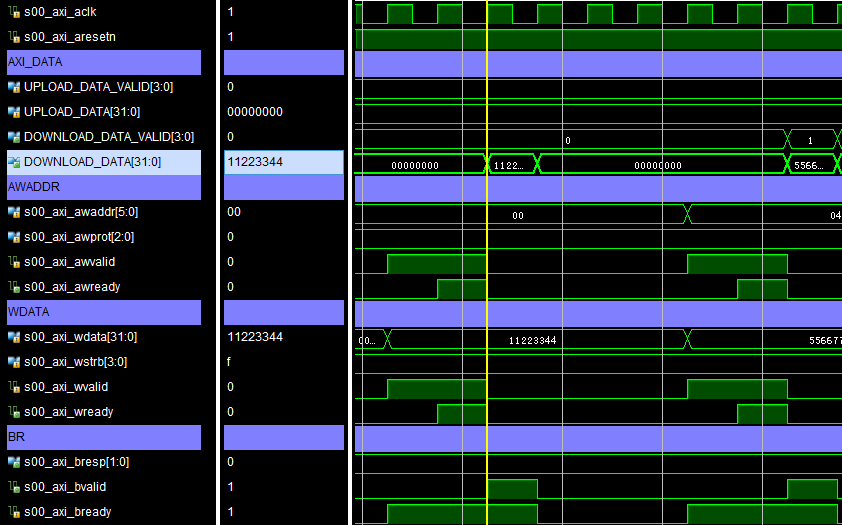 s00_axi_aclk 1
s00_axi_aresetn 1
AXI_DATA
UPLOAD_DATA_VALID[3:0] 0
UPLOAD_DATA[31:0] 00000000
DOWNLOAD_DATA_VALID[3:0] 0 0 1
DOWNLOAD_DATA[31:0] 11223344 00000000 1122... 00000000 5566...
AWADDR
s00_axi_awaddr[5:0] 00 00 04
s00_axi_awprot[2:0] 0
s00_axi_awvalid 0
s00_axi_awready 0
WDATA
s00_axi_wdata[31:0] 11223344 00... 11223344 556677
s00_axi_wstrb[3:0] f
s00_axi_wvalid 0
s00_axi_wready 0
BR
s00_axi_bresp[1:0] 0
s00_axi_bvalid 1
s00_axi_bready 1